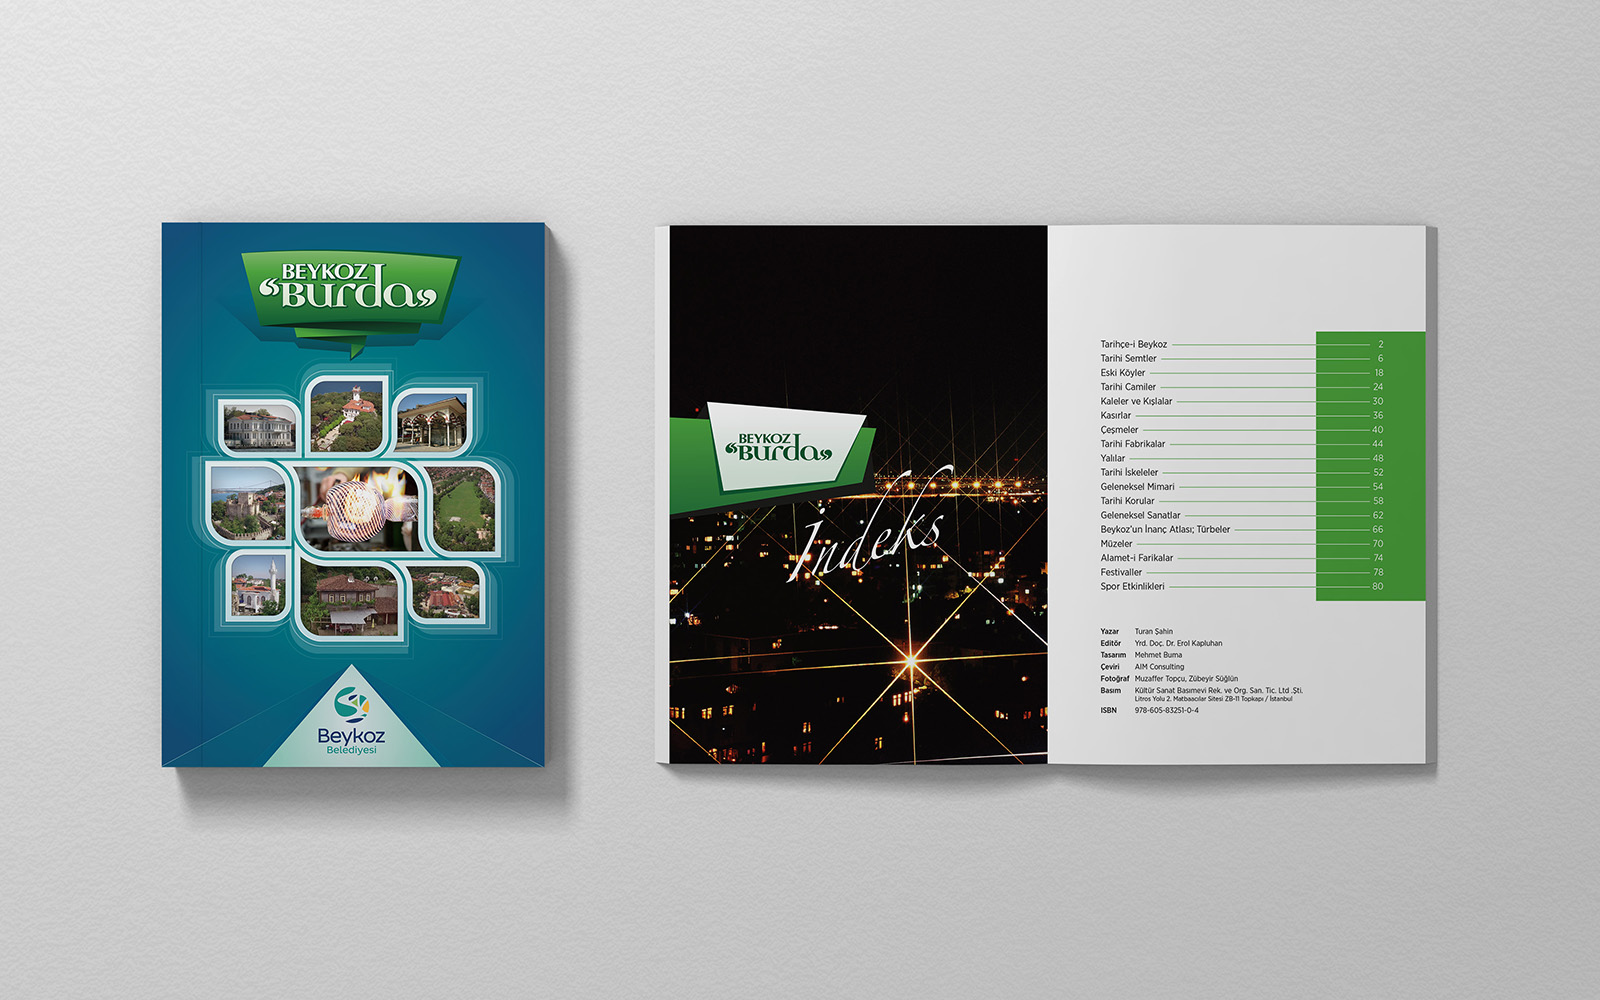 BEYKOZ
“Burda”
Beykoz
Belediyesi
BEYKOZ
“Burda”
İndeks
Tarihçe-i Beykoz 2
Tarihi Semtler 6
Eski Köyler 18
Tarihi Camiler 24
Kaleler ve Kışlalar 30
Kasırlar 36
Çeşmeler 40
Tarihi Fabrikalar 44
Yalılar 48
Tarihi İskeleler 52
Geleneksel Mimari 54
Tarihi Korular 58
Geleneksel Sanatlar 62
Beykoz'un İnanç Atlası; Türbeler 66
Müzeler 70
Alamet-i Farikalar 74
Festivaller 78
Spor Etkinlikleri 80
Yazar Turan Şahin
Editör Yrd. Doç. Dr. Erol Kapluhan
Tasarım Mehmet Buma
Çeviri AIM Consulting
Fotoğraf Muzaffer Topçu, Zübeyir Süğlün
Basım Kültür Sanat Basımevi Rek. ve Org. San. Tic. Ltd .Şti.
Litros Yolu 2. Matbaacılar Sitesi ZB-11 Topkapı / İstanbul
ISBN 978-605-83251-0-4